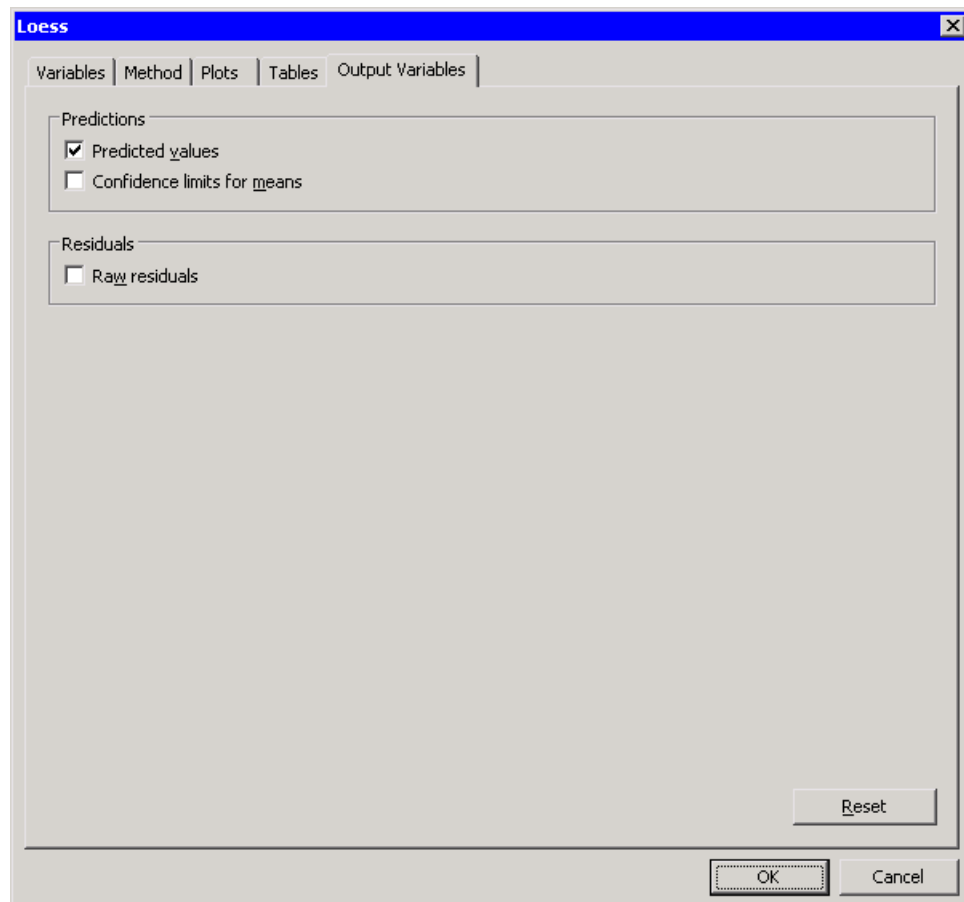 Loess
Variables Method Plots Tables Output Variables
Predictions
Predicted values
Confidence limits for means
Residuals
Raw residuals
Reset
OK Cancel